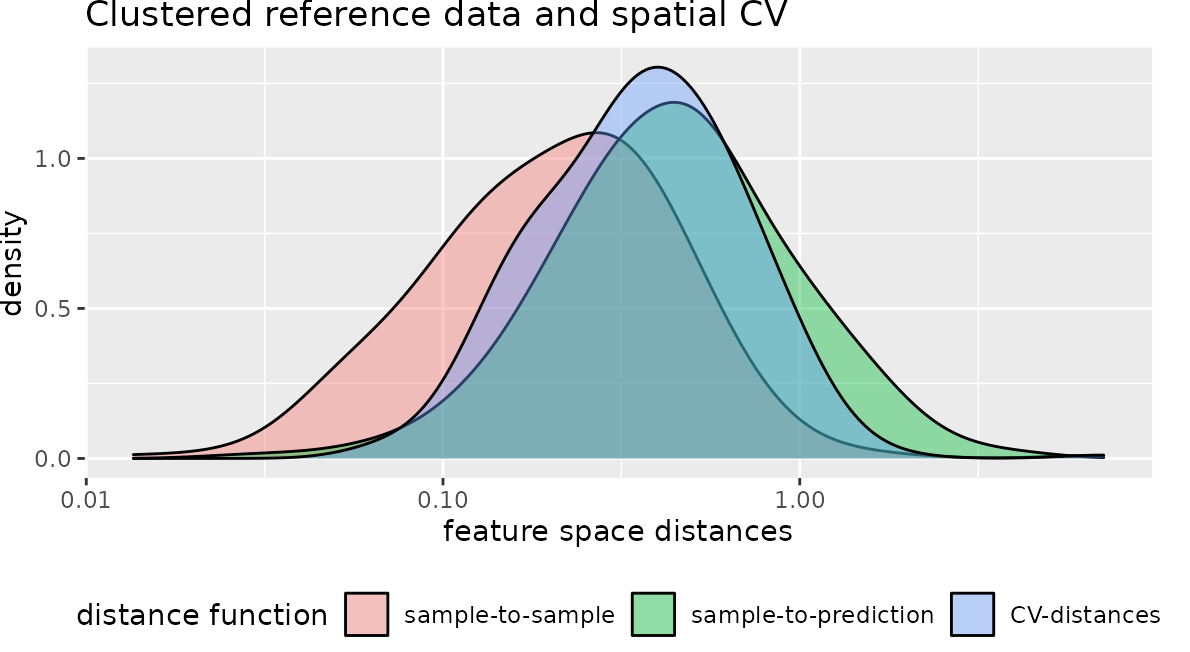 Clustered reference data and spatial CV
density
1.0
0.5
0.0
0.01 0.10 1.00
feature space distances
distance function sample-to-sample sample-to-prediction CV-distances